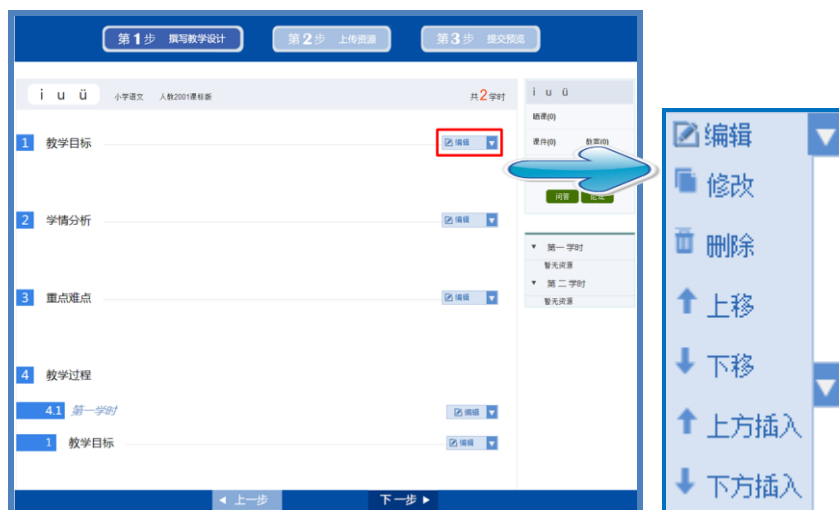 第1步 撰写教学设计
第2步 上传资源
第3步 提交预览
i u ü 小学语文 人教2001课标版 共2学时
1 教学目标 编辑
2 学情分析 编辑
3 重点难点 编辑
4 教学过程
4.1 第一学时 编辑
1 教学目标 编辑
上一步 下一步
i u ü
晒课(0)
课件(0) 教案(0)
问答
第一学时
暂无资源
第二学时
暂无资源
编辑
修改
删除
上移
下移
上方插入
下方插入